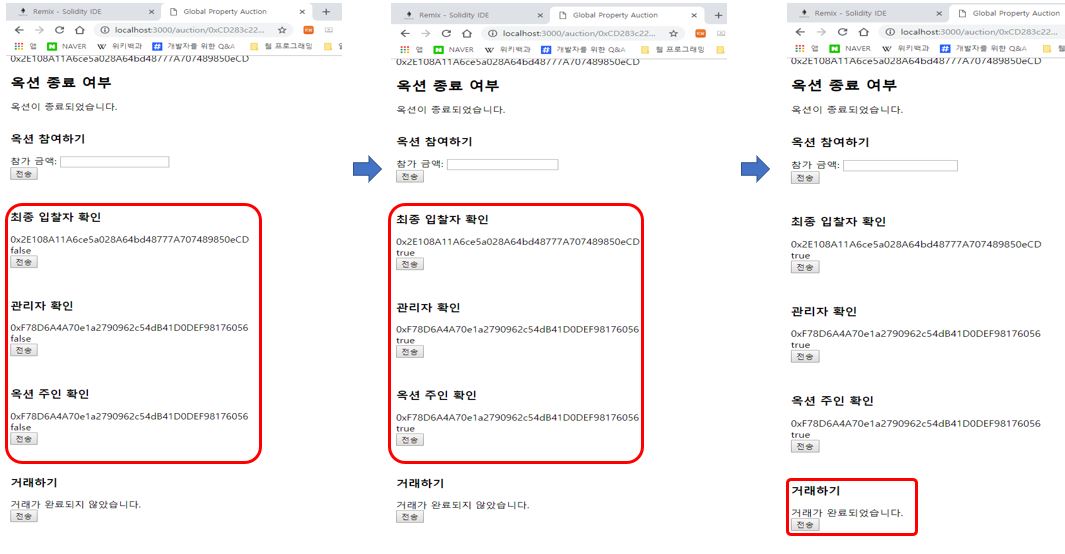 Remix - Solidity IDE
Global Property Auction
localhost:3000/auction/0xCD283c22...
앱 NAVER 위키백과 개발자를 위한 Q&A 웹 프로그래밍
0x2E108A11A6ce5a028A64bd48777A707489850eCD
옥션 종료 여부
옥션이 종료되었습니다.
옥션 참여하기
참가 금액:
전송
최종 입찰자 확인
0x2E108A11A6ce5a028A64bd48777A707489850eCD
false
전송
관리자 확인
0xF78D6A4A70e1a2790962c54dB41D0DEF98176056
false
전송
옥션 주인 확인
0xF78D6A4A70e1a2790962c54dB41D0DEF98176056
false
전송
거래하기
거래가 완료되지 않았습니다.
전송
Remix - Solidity IDE
Global Property Auction
localhost:3000/auction/0xCD283c22...
앱 NAVER 위키백과 개발자를 위한 Q&A 웹 프로그래밍
0x2E108A11A6ce5a028A64bd48777A707489850eCD
옥션 종료 여부
옥션이 종료되었습니다.
옥션 참여하기
참가 금액:
전송
최종 입찰자 확인
0x2E108A11A6ce5a028A64bd48777A707489850eCD
true
전송
관리자 확인
0xF78D6A4A70e1a2790962c54dB41D0DEF98176056
true
전송
옥션 주인 확인
0xF78D6A4A70e1a2790962c54dB41D0DEF98176056
true
전송
거래하기
거래가 완료되지 않았습니다.
전송
Remix - Solidity IDE
Global Property Auction
localhost:3000/auction/0xCD283c22...
앱 NAVER 위키백과 개발자를 위한 Q&A 웹 프로그래밍
0x2E108A11A6ce5a028A64bd48777A707489850eCD
옥션 종료 여부
옥션이 종료되었습니다.
옥션 참여하기
참가 금액:
전송
최종 입찰자 확인
0x2E108A11A6ce5a028A64bd48777A707489850eCD
true
전송
관리자 확인
0xF78D6A4A70e1a2790962c54dB41D0DEF98176056
true
전송
옥션 주인 확인
0xF78D6A4A70e1a2790962c54dB41D0DEF98176056
true
전송
거래하기
거래가 완료되었습니다.
전송